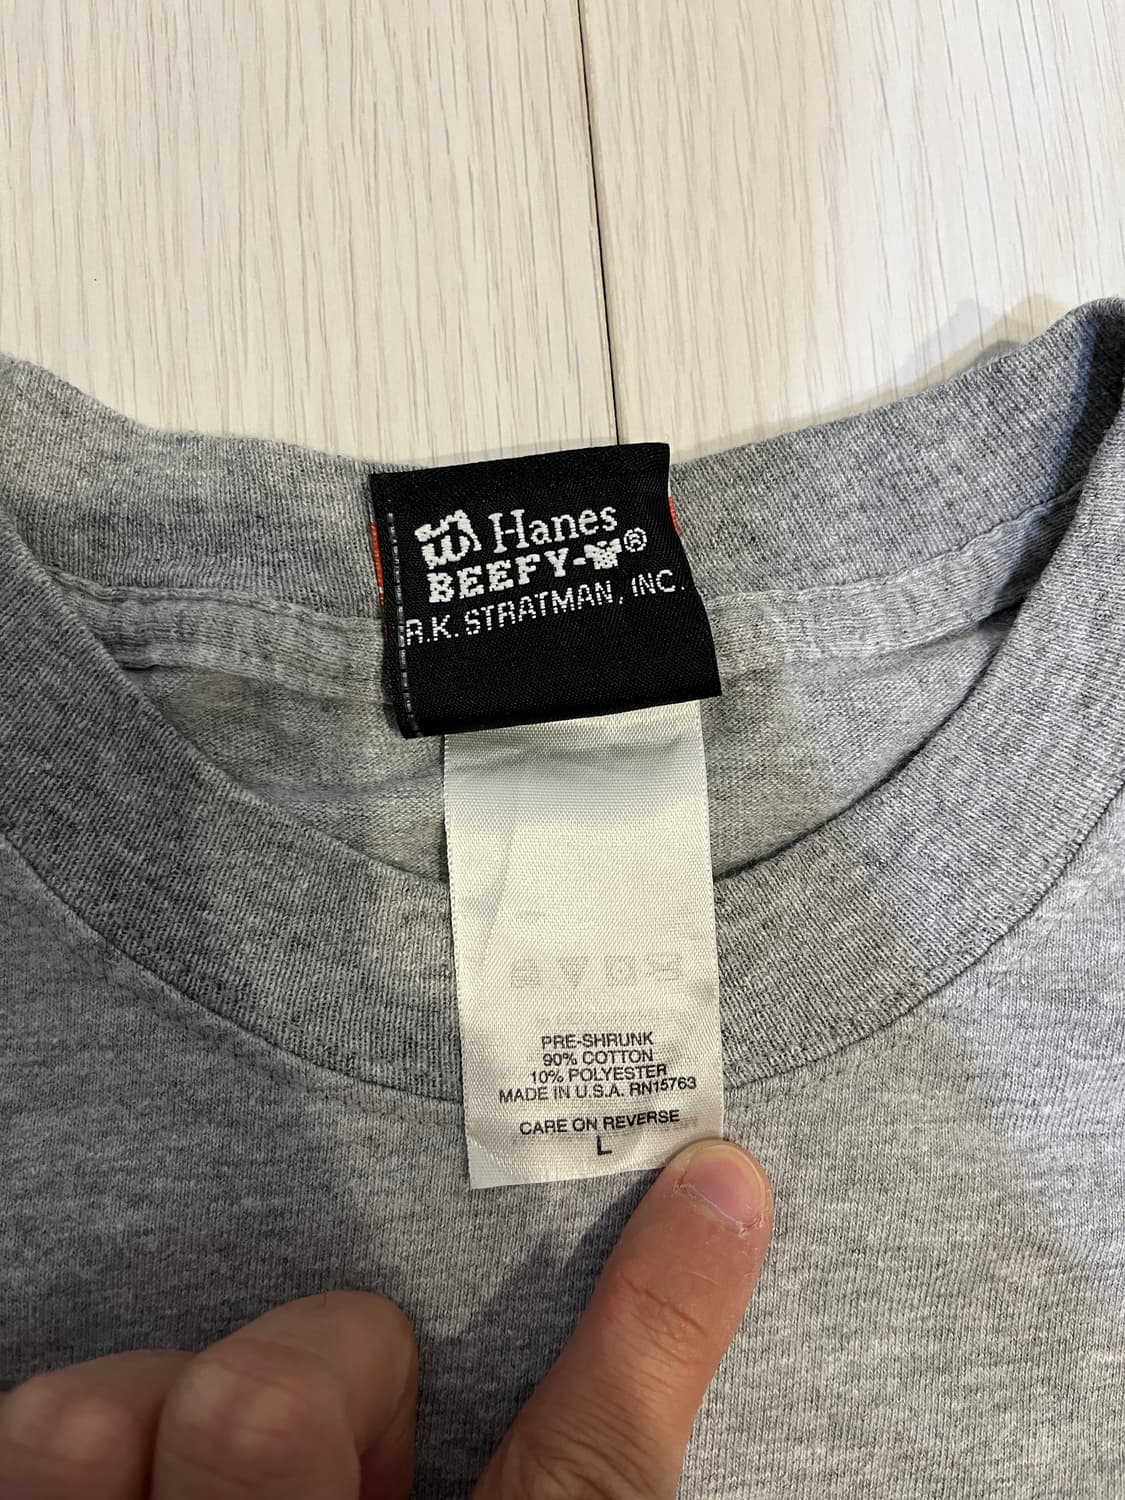 Hanes
BEEFY-T®
R.K. STRATMAN, INC.
PRE-SHRUNK
90% COTTON
10% POLYESTER
MADE IN U.S.A. RN15763
CARE ON REVERSE
L